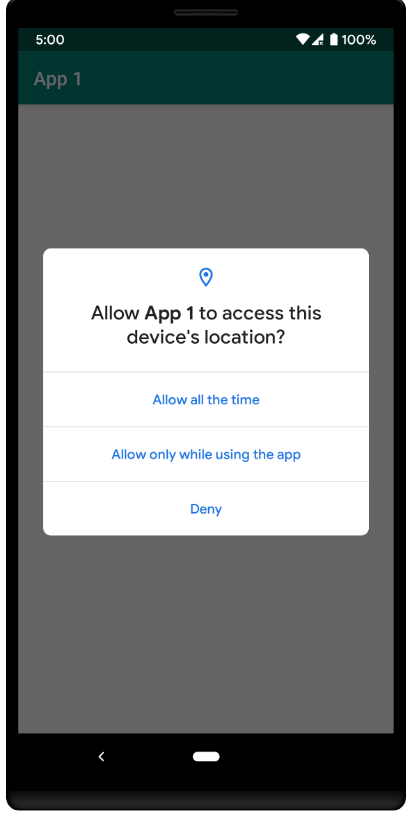 5:00 100%
App 1
Allow App 1 to access this
device's location?
Allow all the time
Allow only while using the app
Deny